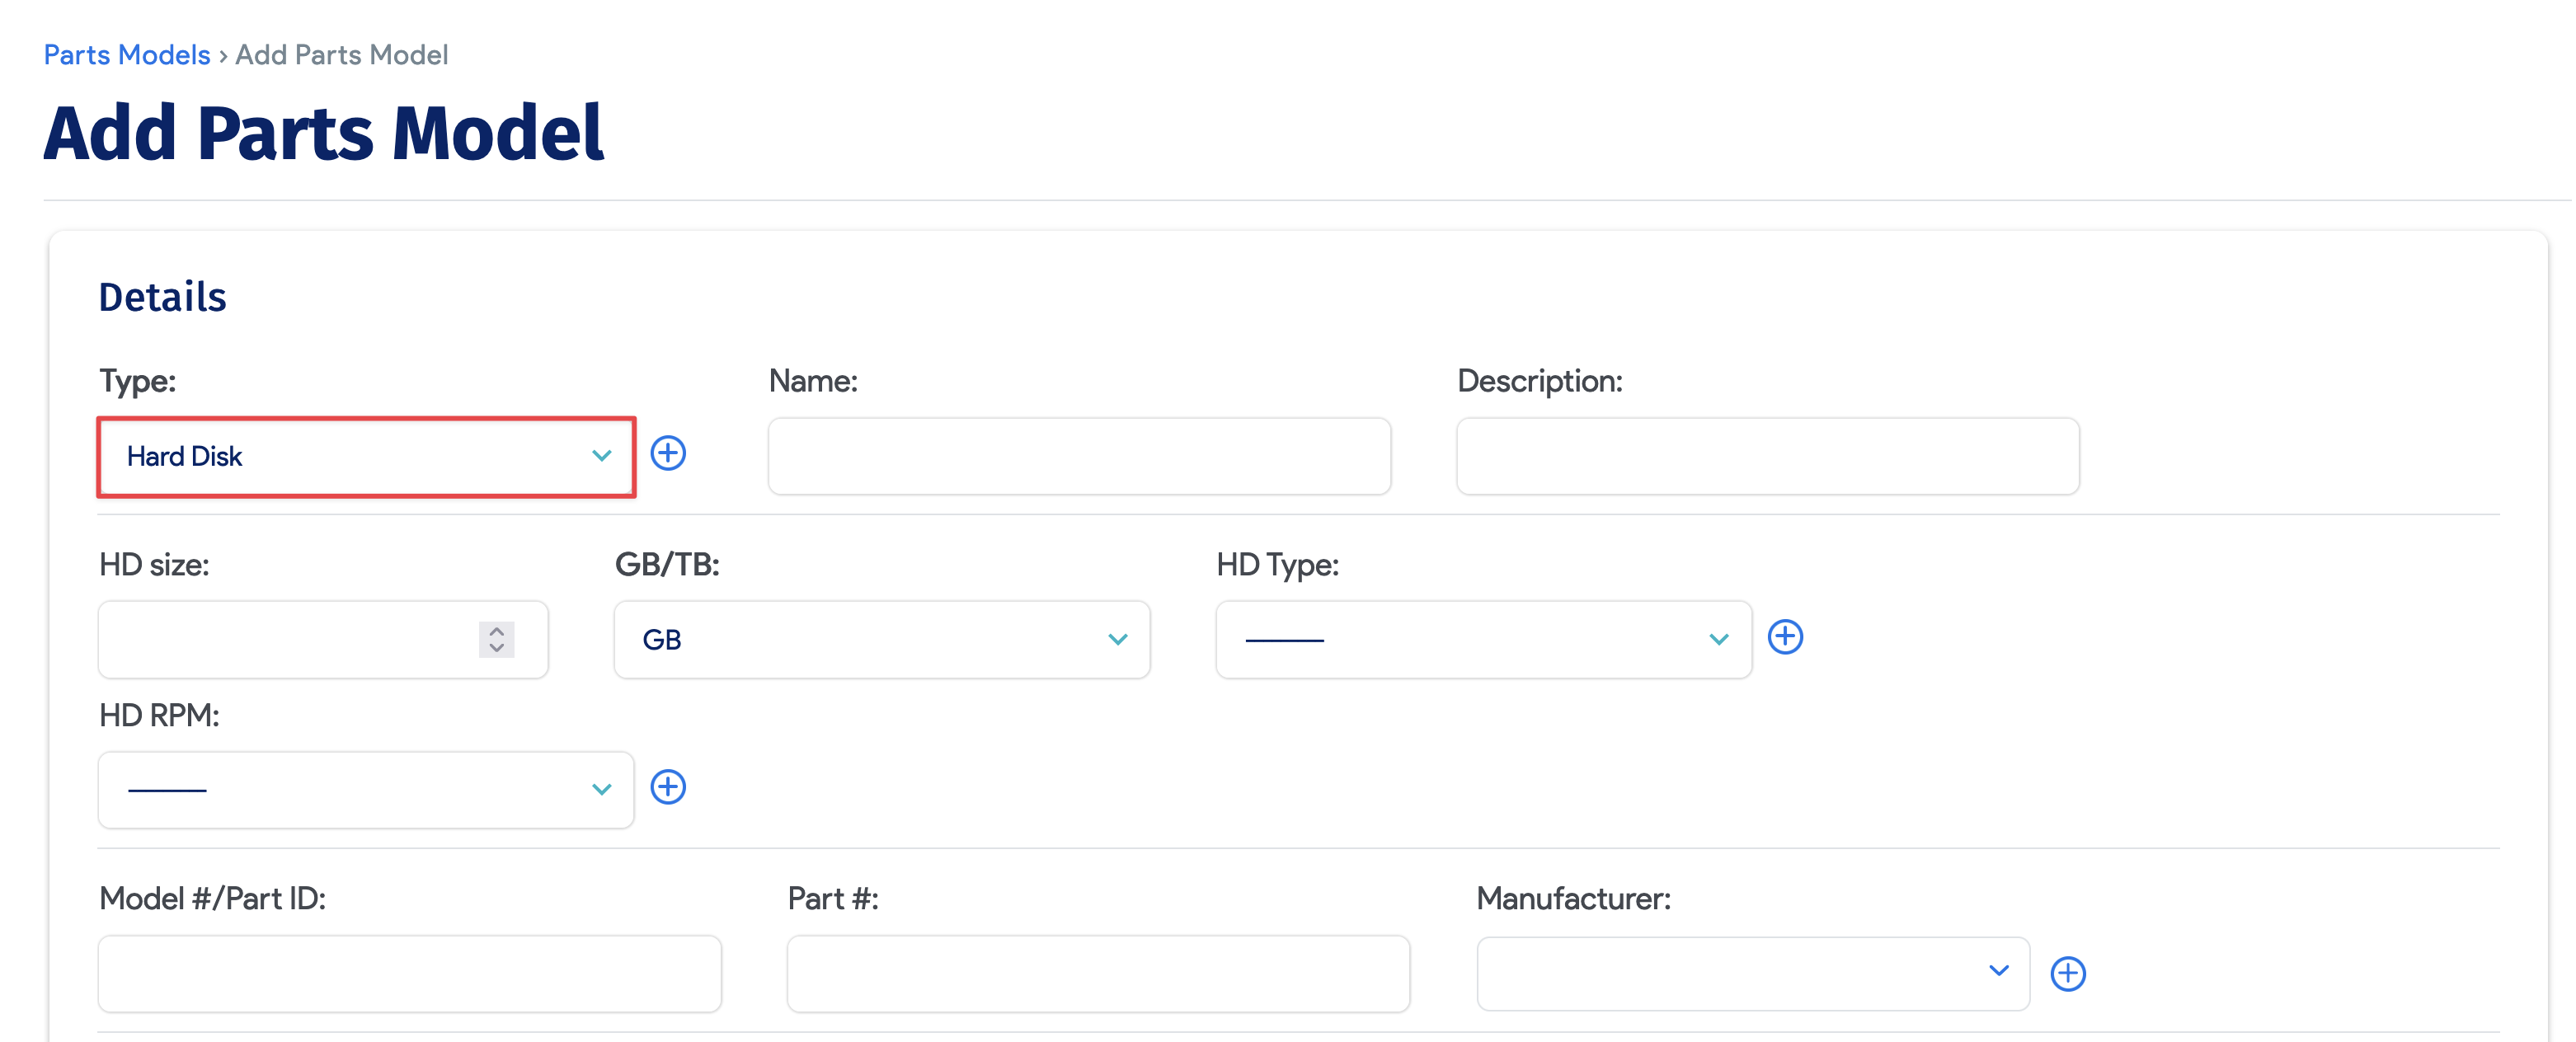 Parts Models › Add Parts Model
Add Parts Model
Details
Type: Name: Description:
Hard Disk
HD size: GB/TB: HD Type:
GB
HD RPM:
Model #/Part ID: Part #: Manufacturer: